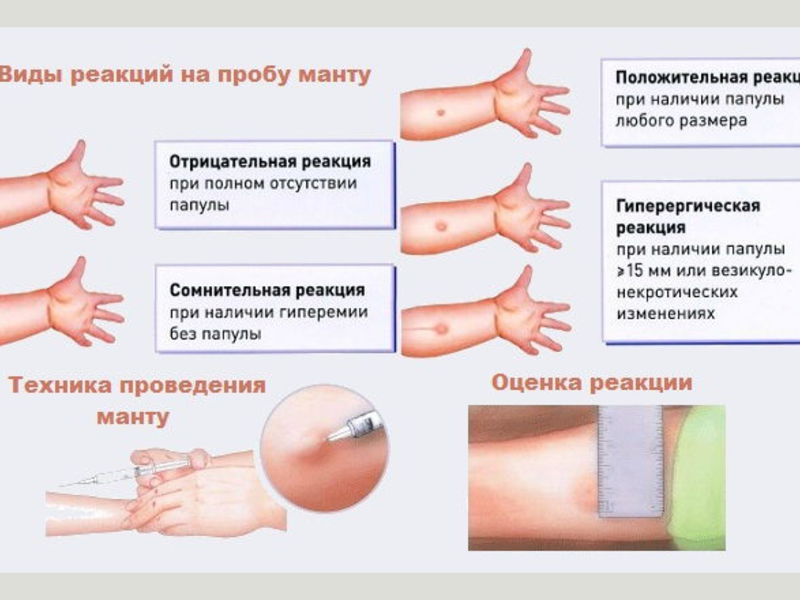 Виды реакций на пробу манту
Отрицательная реакция
при полном отсутствии
папулы
Сомнительная реакция
при наличии гиперемии
без папулы
Положительная реакц
при наличии папулы
любого размера
Гиперергическая
реакция
при наличии папулы
⩾15 мм или везикуло-
некротических
изменениях
Техника проведения
манту
Оценка реакции